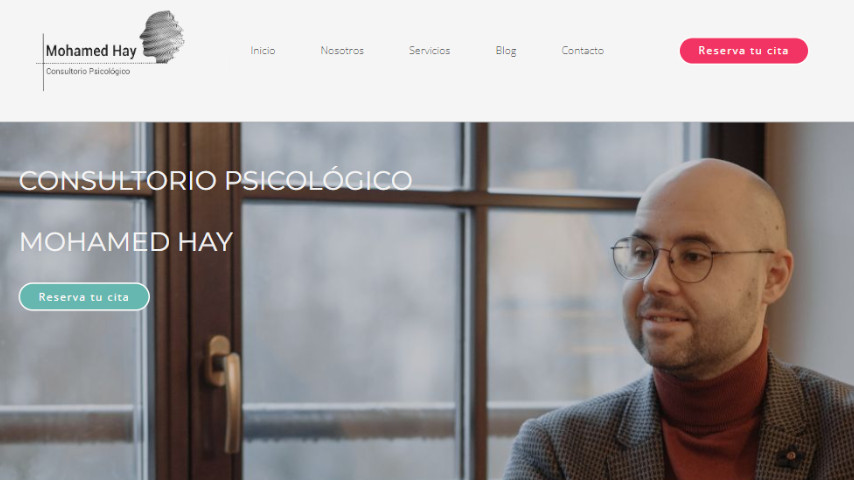 Mohamed Hay
Consultorio Psicológico
Inicio
Nosotros
Servicios
Blog
Contacto
Reserva tu cita
CONSULTORIO PSICOLÓGICO
MOHAMED HAY
Reserva tu cita